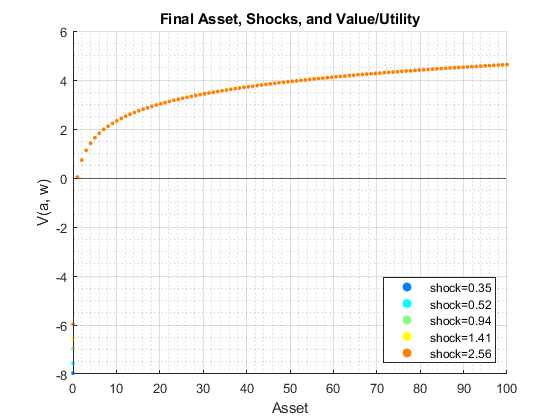 Final Asset, Shocks, and Value/Utility
6
4
2
0
-2
-4
-6
-8
V(a, w)
shock=0.35
shock=0.52
shock=0.94
shock=1.41
shock=2.56
0 10 20 30 40 50 60 70 80 90 100
Asset